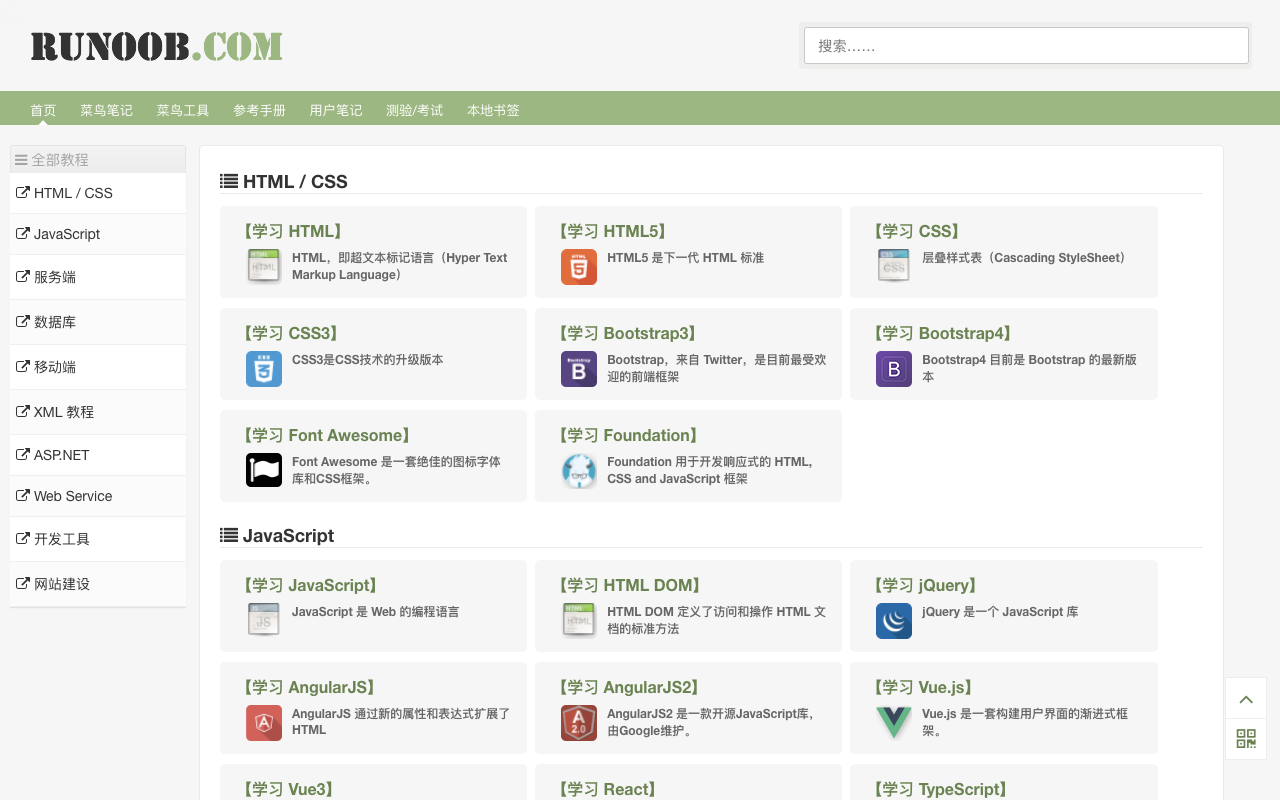 RUNOOB.COM
搜索……
首页 菜鸟笔记 菜鸟工具 参考手册 用户笔记 测验/考试 本地书签
全部教程
HTML / CSS
JavaScript
服务端
数据库
移动端
XML 教程
ASP.NET
Web Service
开发工具
网站建设
HTML / CSS
【学习 HTML】
HTML
HTML
HTML，即超文本标记语言（Hyper Text
Markup Language）
【学习 HTML5】
HTML
5
HTML5 是下一代 HTML 标准
【学习 CSS】
CSS
CSS
层叠样式表（Cascading StyleSheet）
【学习 CSS3】
CSS3是CSS技术的升级版本
【学习 Bootstrap3】
Bootstrap
B
Bootstrap，来自 Twitter，是目前最受欢
迎的前端框架
【学习 Bootstrap4】
B
Bootstrap4 目前是 Bootstrap 的最新版
本
【学习 Font Awesome】
Font Awesome 是一套绝佳的图标字体
库和CSS框架。
【学习 Foundation】
Foundation 用于开发响应式的 HTML,
CSS and JavaScript 框架
JavaScript
【学习 JavaScript】
JS
JS
JavaScript 是 Web 的编程语言
【学习 HTML DOM】
HTML
HTML
HTML DOM 定义了访问和操作 HTML 文
档的标准方法
【学习 jQuery】
jQuery 是一个 JavaScript 库
【学习 AngularJS】
A
AngularJS 通过新的属性和表达式扩展了
HTML
【学习 AngularJS2】
A
2.0
AngularJS2 是一款开源JavaScript库，
由Google维护。
【学习 Vue.js】
Vue.js 是一套构建用户界面的渐进式框
架。
【学习 Vue3】
【学习 React】
【学习 TypeScript】